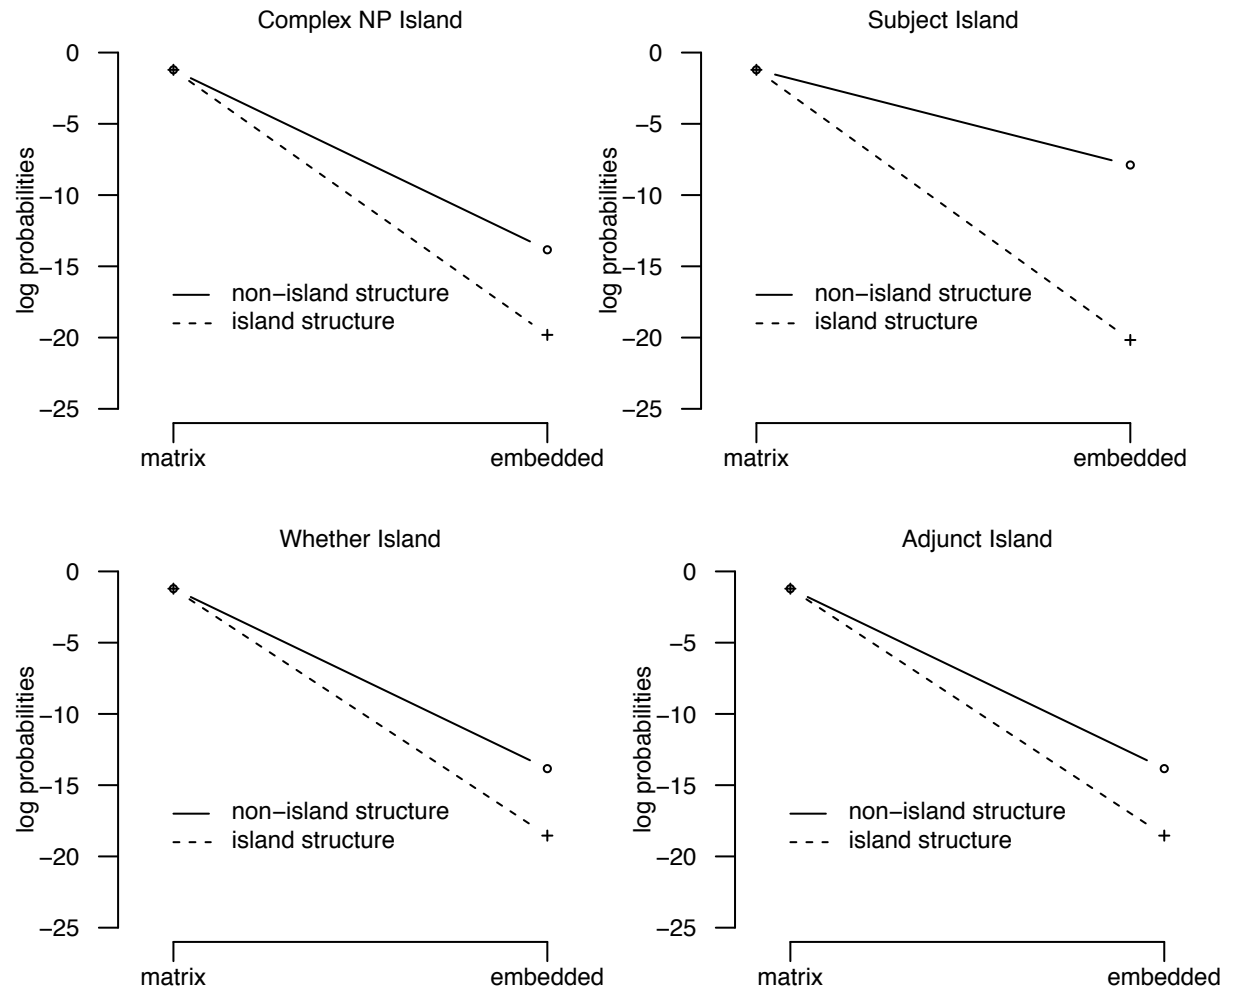 Complex NP Island
0
−5
−10
−15
−20
−25
log probabilities
non−island structure
island structure
matrix
embedded
Subject Island
0
−5
−10
−15
−20
−25
log probabilities
non−island structure
island structure
matrix
embedded
Whether Island
0
−5
−10
−15
−20
−25
log probabilities
non−island structure
island structure
matrix
embedded
Adjunct Island
0
−5
−10
−15
−20
−25
log probabilities
non−island structure
island structure
matrix
embedded